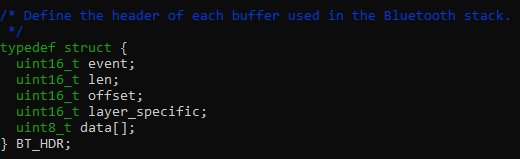 /* Define the header of each buffer used in the Bluetooth stack.
 */
typedef struct {
  uint16_t event;
  uint16_t len;
  uint16_t offset;
  uint16_t layer_specific;
  uint8_t data[];
} BT_HDR;